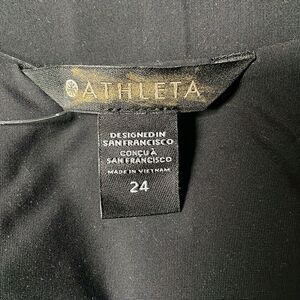 ATHLETA
DESIGNED IN
SAN FRANCISCO
CONÇU À
SAN FRANCISCO
MADE IN VIETNAM
24